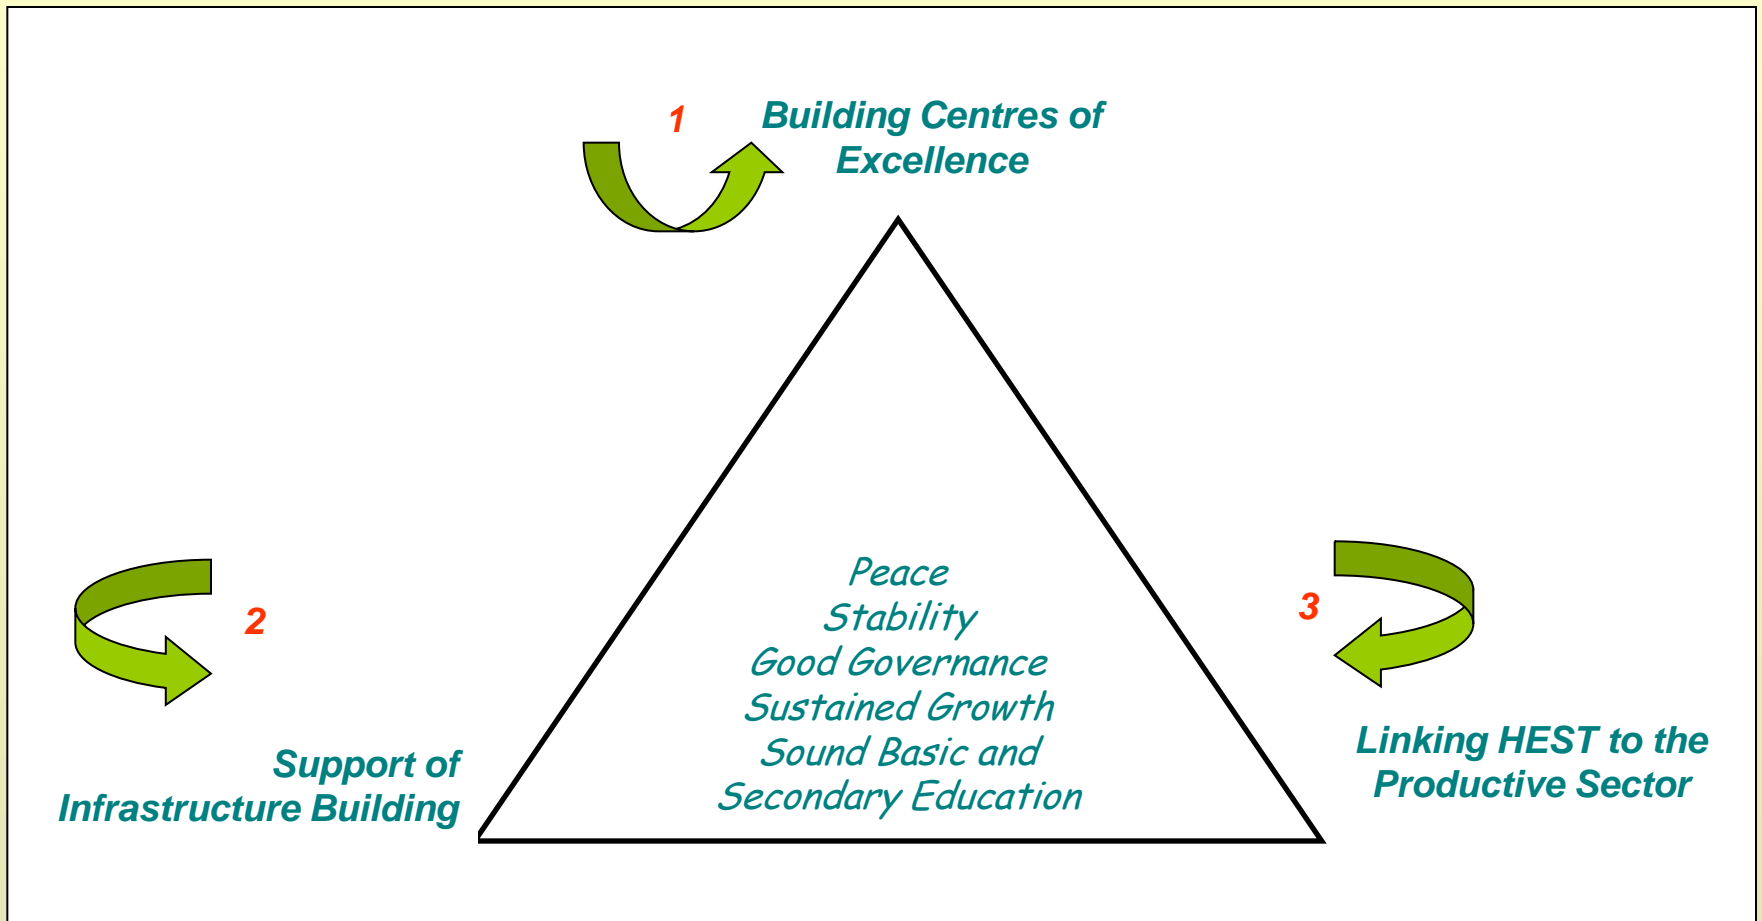 1
Building Centres of
Excellence
Peace
Stability
Good Governance
Sustained Growth
Sound Basic and
Secondary Education
2
Support of
Infrastructure Building
3
Linking HEST to the
Productive Sector